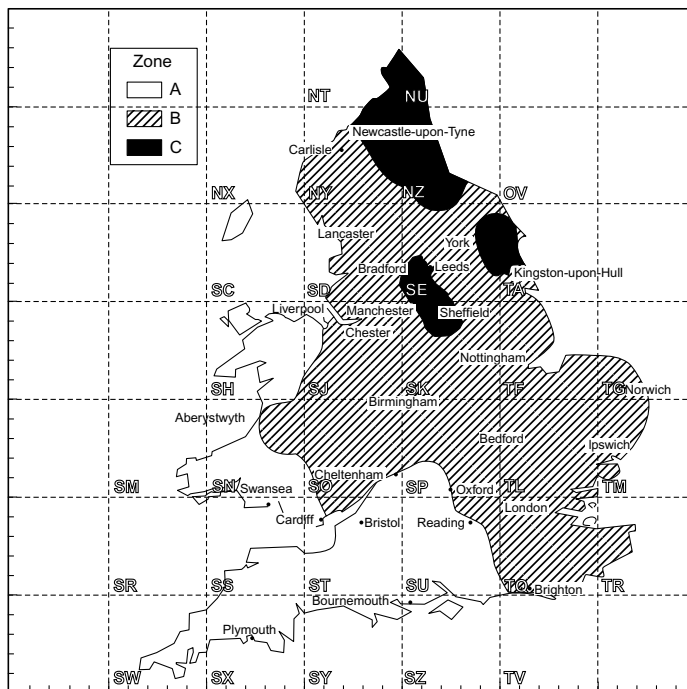 Zone
A
B
C
NT
NU
Newcastle-upon-Tyne
Carlisle
NX
NY
NZ
OV
Lancaster
York
Bradford
Leeds
Kingston-upon-Hull
SC
SD
SE
TA
Liverpool
Manchester
Sheffield
Chester
Nottingham
SH
SJ
SK
TF
TG
Norwich
Birmingham
Aberystwyth
Bedford
Ipswich
Cheltenham
SM
SN
SO
SP
Oxford
TL
TM
Swansea
London
Cardiff
Bristol
Reading
SR
SS
ST
SU
TQ
Brighton
TR
Bournemouth
Plymouth
SW
SX
SY
SZ
TV